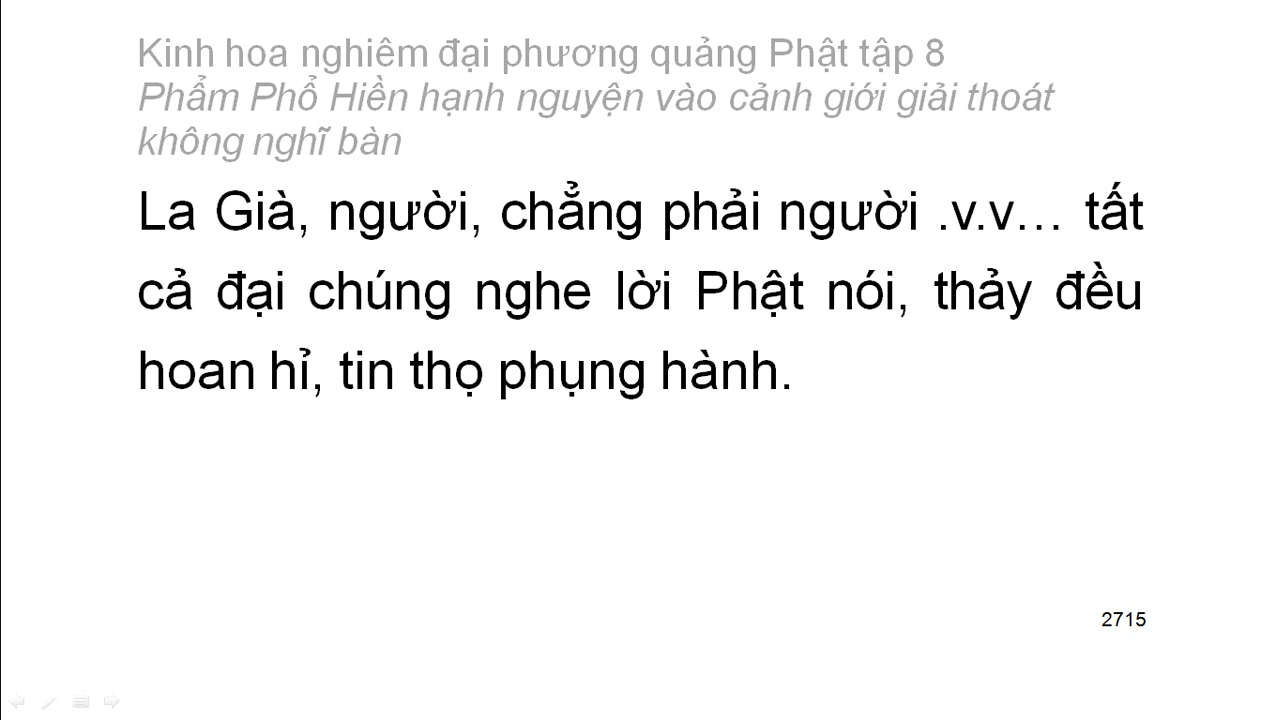 Kinh hoa nghiêm đại phương quảng Phật tập 8
Phẩm Phổ Hiền hạnh nguyện vào cảnh giới giải thoát
không nghĩ bàn
La Già, người, chẳng phải người .v.v… tất
cả đại chúng nghe lời Phật nói, thảy đều
hoan hỉ, tin thọ phụng hành.
2715